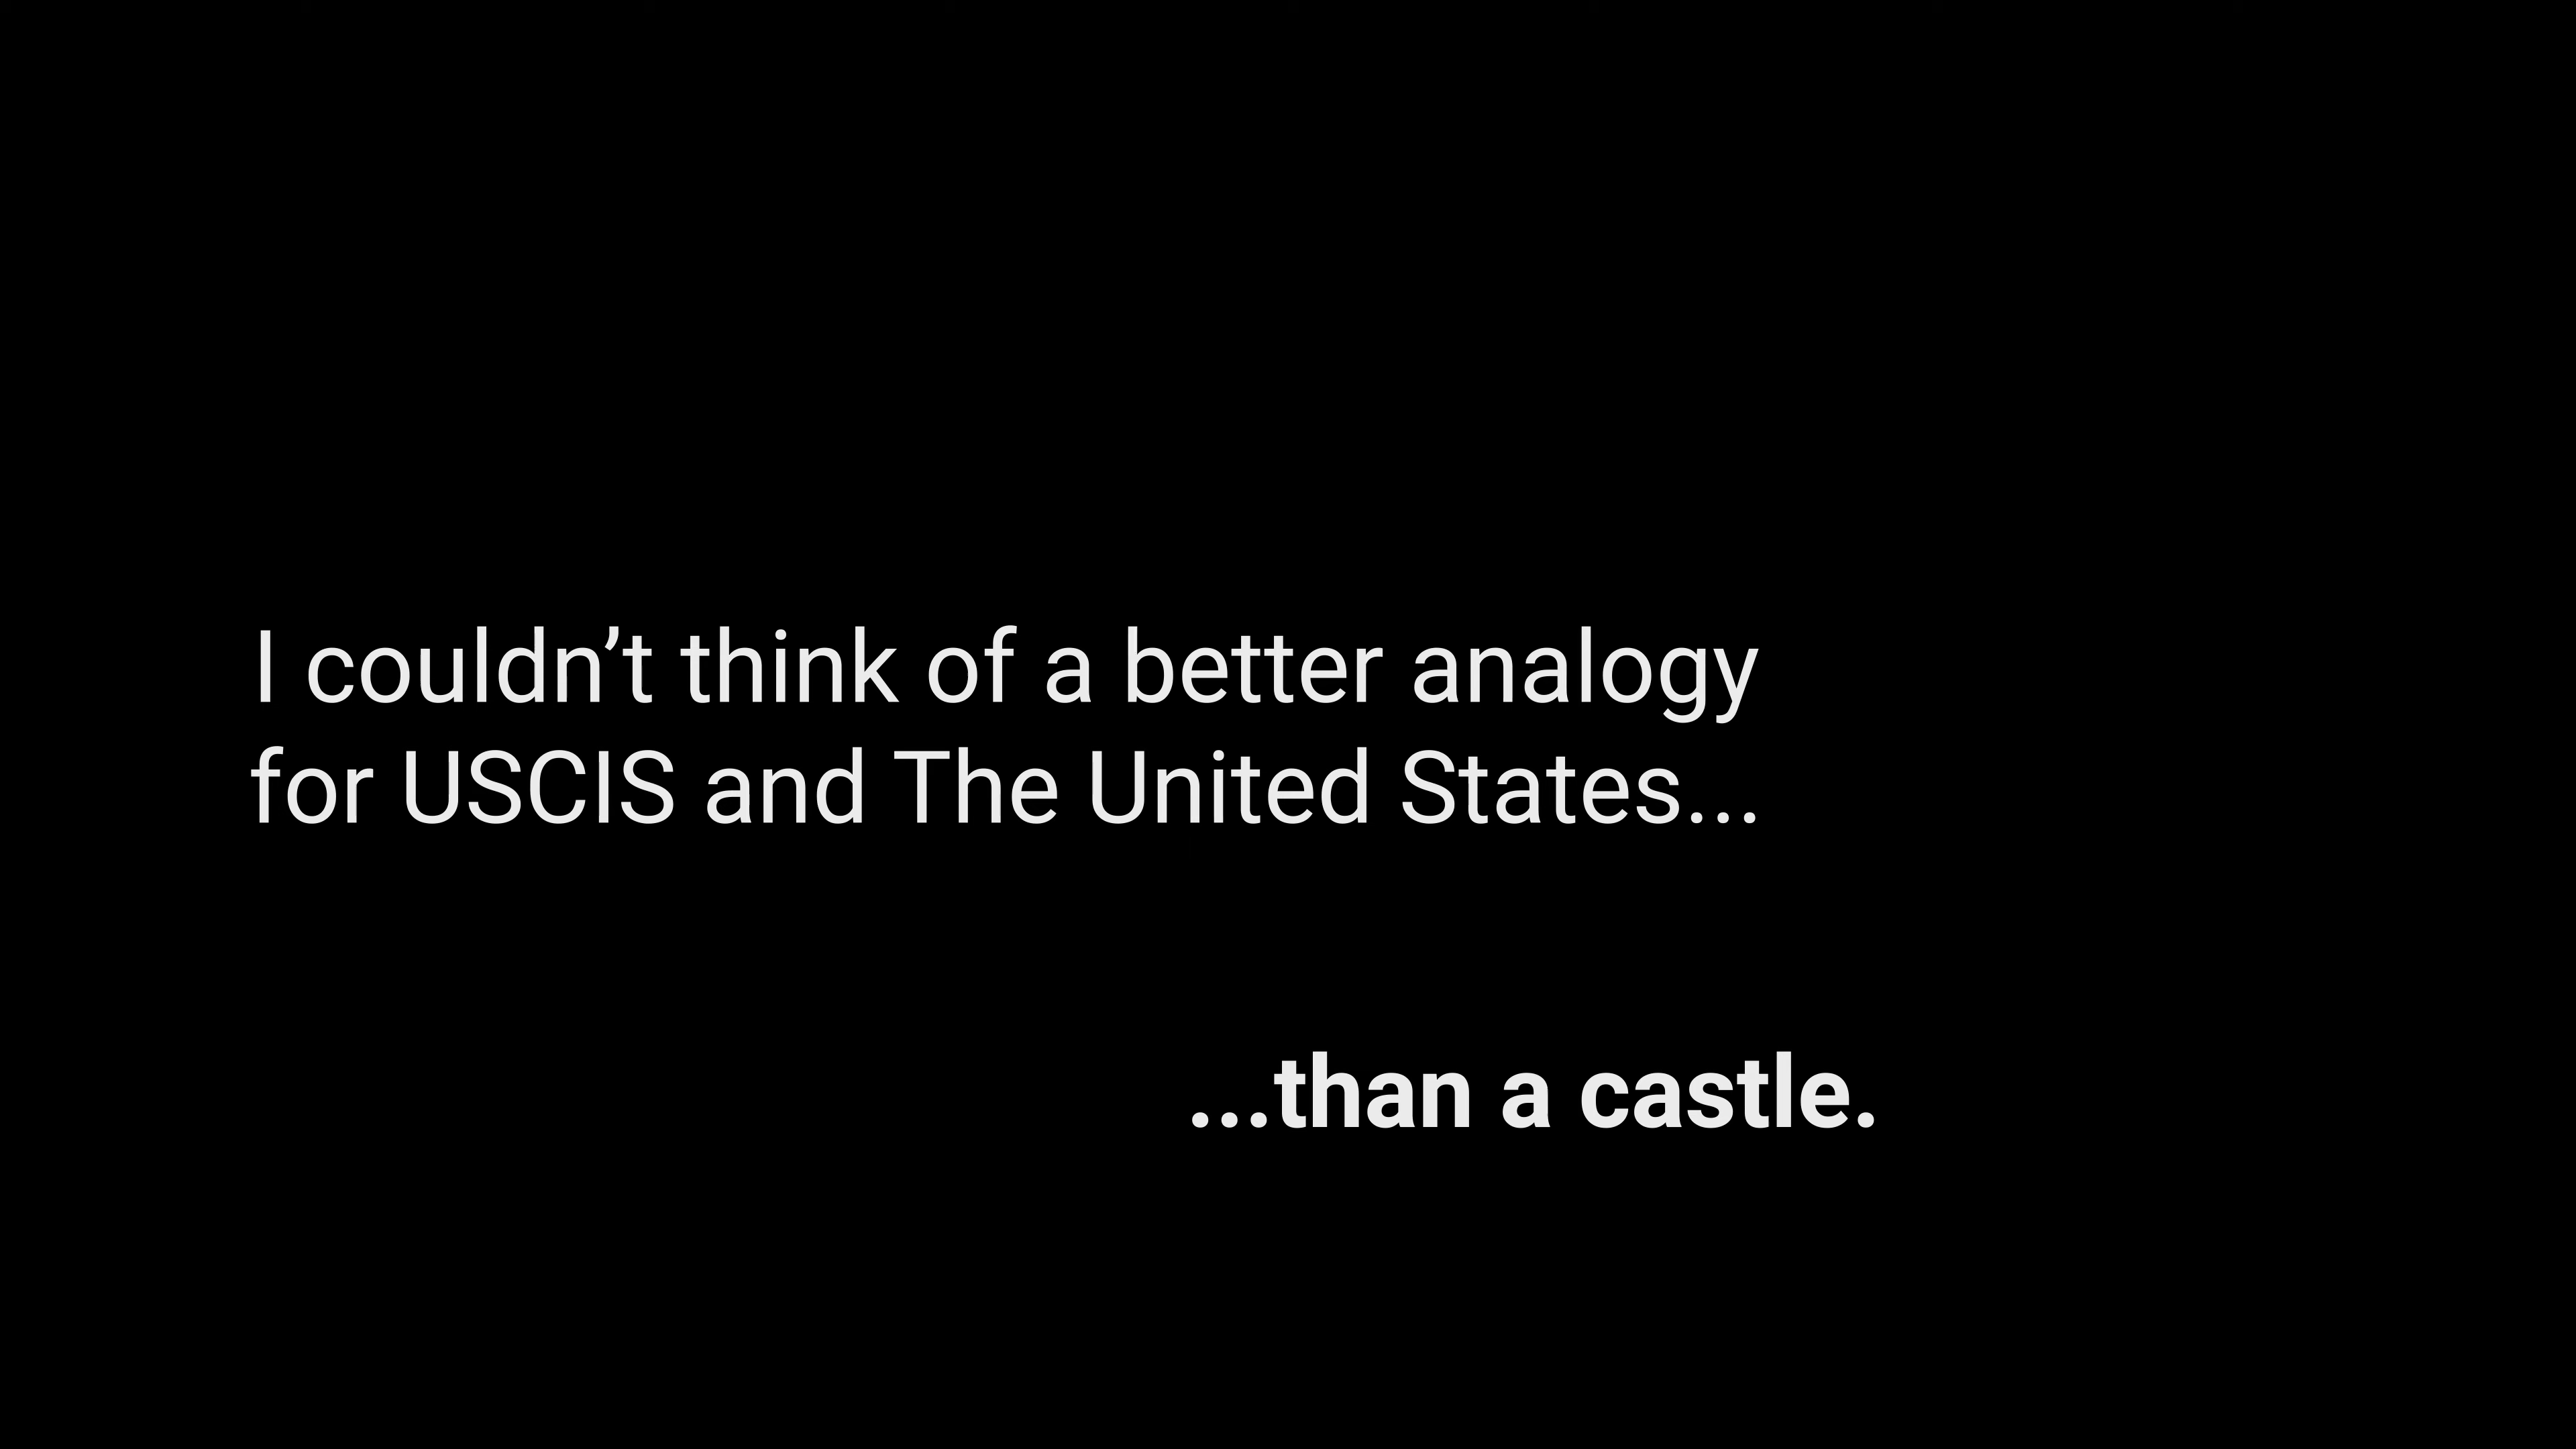 I couldn’t think of a better analogy
for USCIS and The United States...
...than a castle.